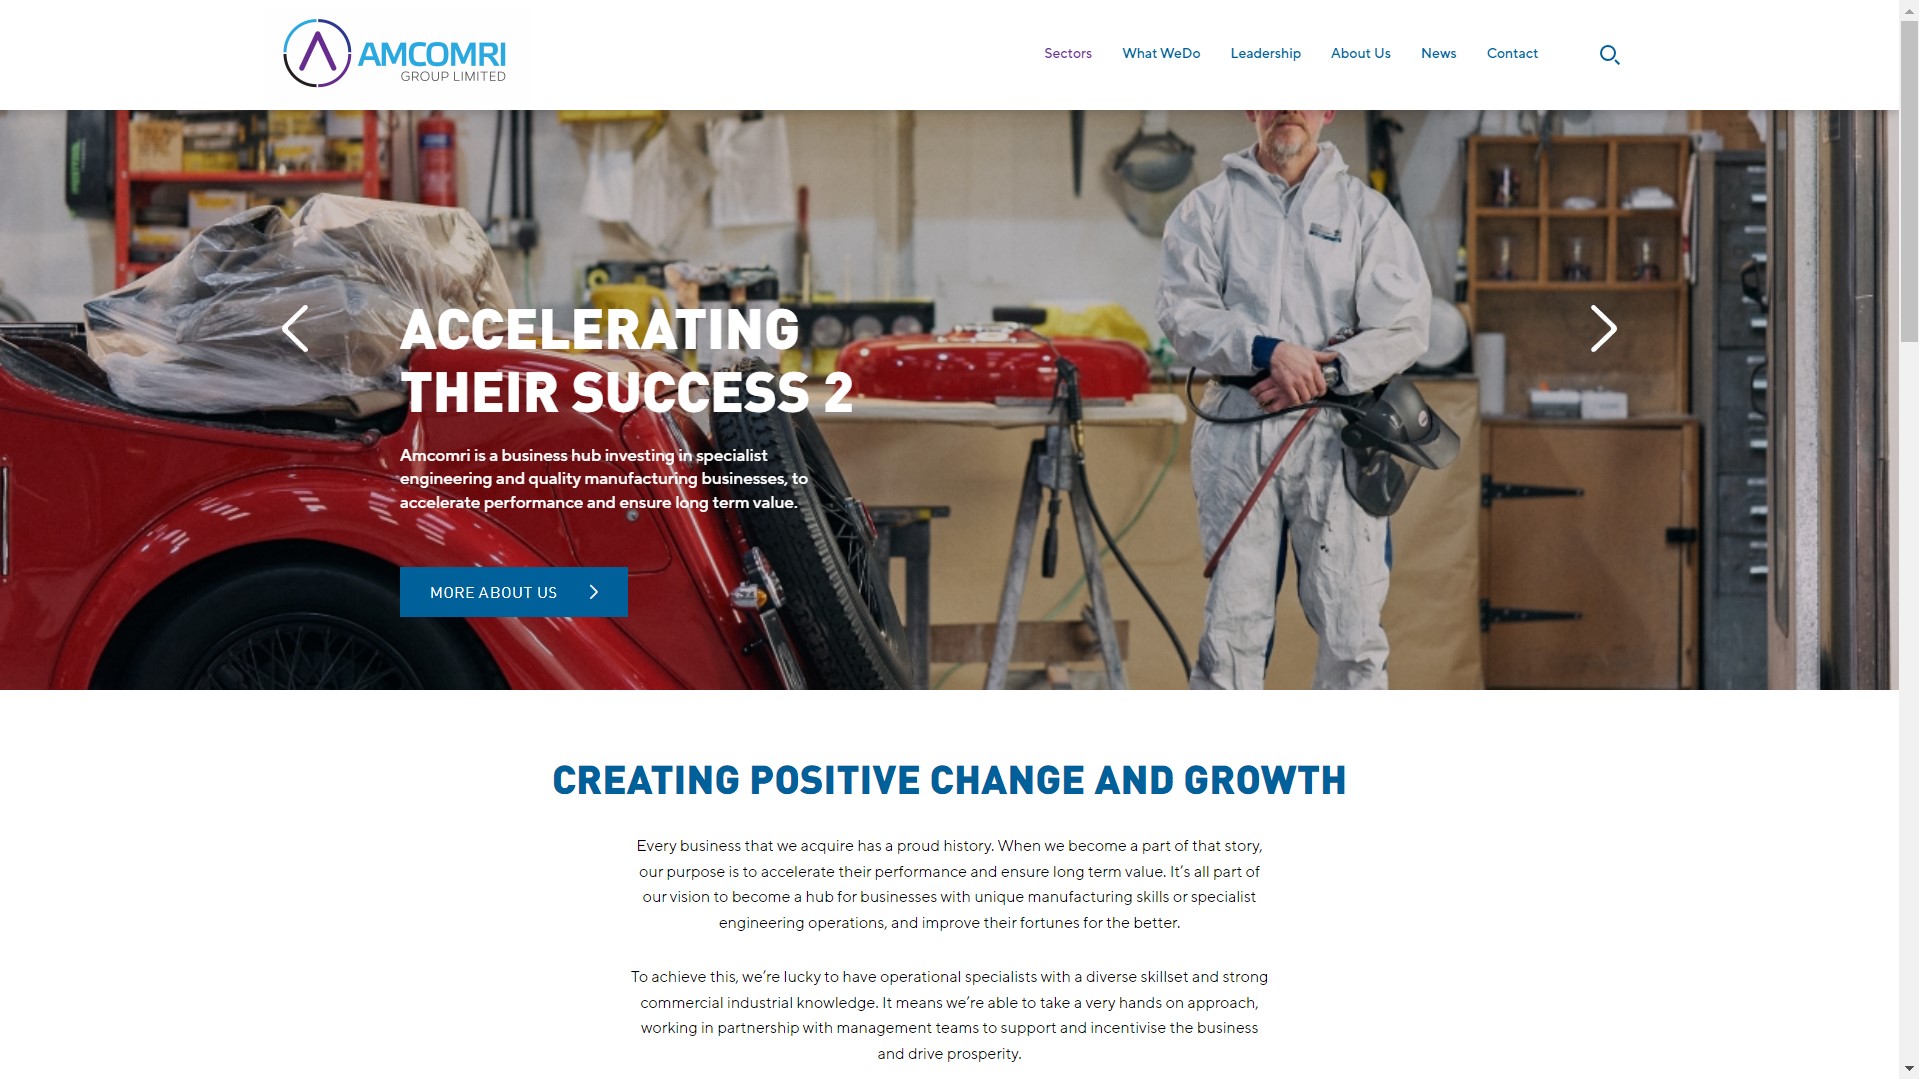 AMCOMRI
GROUP LIMITED
Sectors
What WeDo
Leadership
About Us
News
Contact
ACCELERATING
THEIR SUCCESS 2
Amcomri is a business hub investing in specialist
engineering and quality manufacturing businesses, to
accelerate performance and ensure long term value.
MORE ABOUT US
CREATING POSITIVE CHANGE AND GROWTH
Every business that we acquire has a proud history. When we become a part of that story,
our purpose is to accelerate their performance and ensure long term value. It’s all part of
our vision to become a hub for businesses with unique manufacturing skills or specialist
engineering operations, and improve their fortunes for the better.
To achieve this, we’re lucky to have operational specialists with a diverse skillset and strong
commercial industrial knowledge. It means we’re able to take a very hands on approach,
working in partnership with management teams to support and incentivise the business
and drive prosperity.